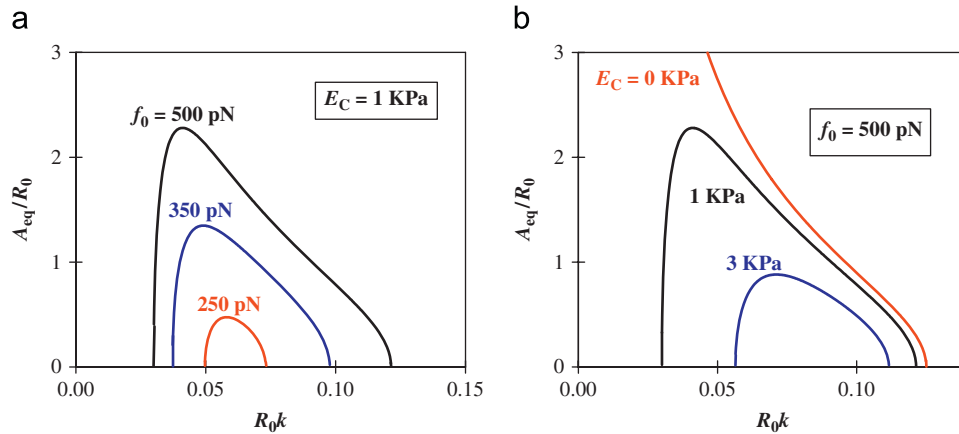 a
3
2
1
0
A_eq/R_0
E_C = 1 KPa
f_0 = 500 pN
350 pN
250 pN
0.00 0.05 0.10 0.15
R_0k
b
3
2
1
0
A_eq/R_0
E_C = 0 KPa
f_0 = 500 pN
1 KPa
3 KPa
0.00 0.05 0.10
R_0k